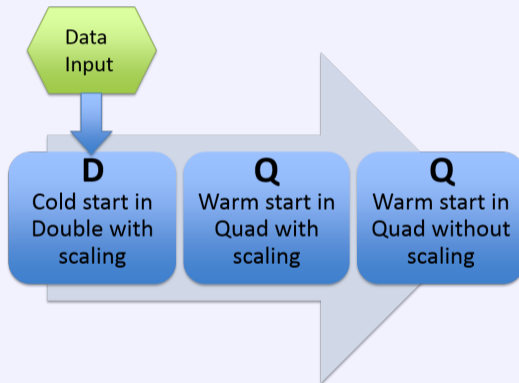 Data
Input
D
Cold start in
Double with
scaling
Q
Warm start in
Quad with
scaling
Q
Warm start in
Quad without
scaling